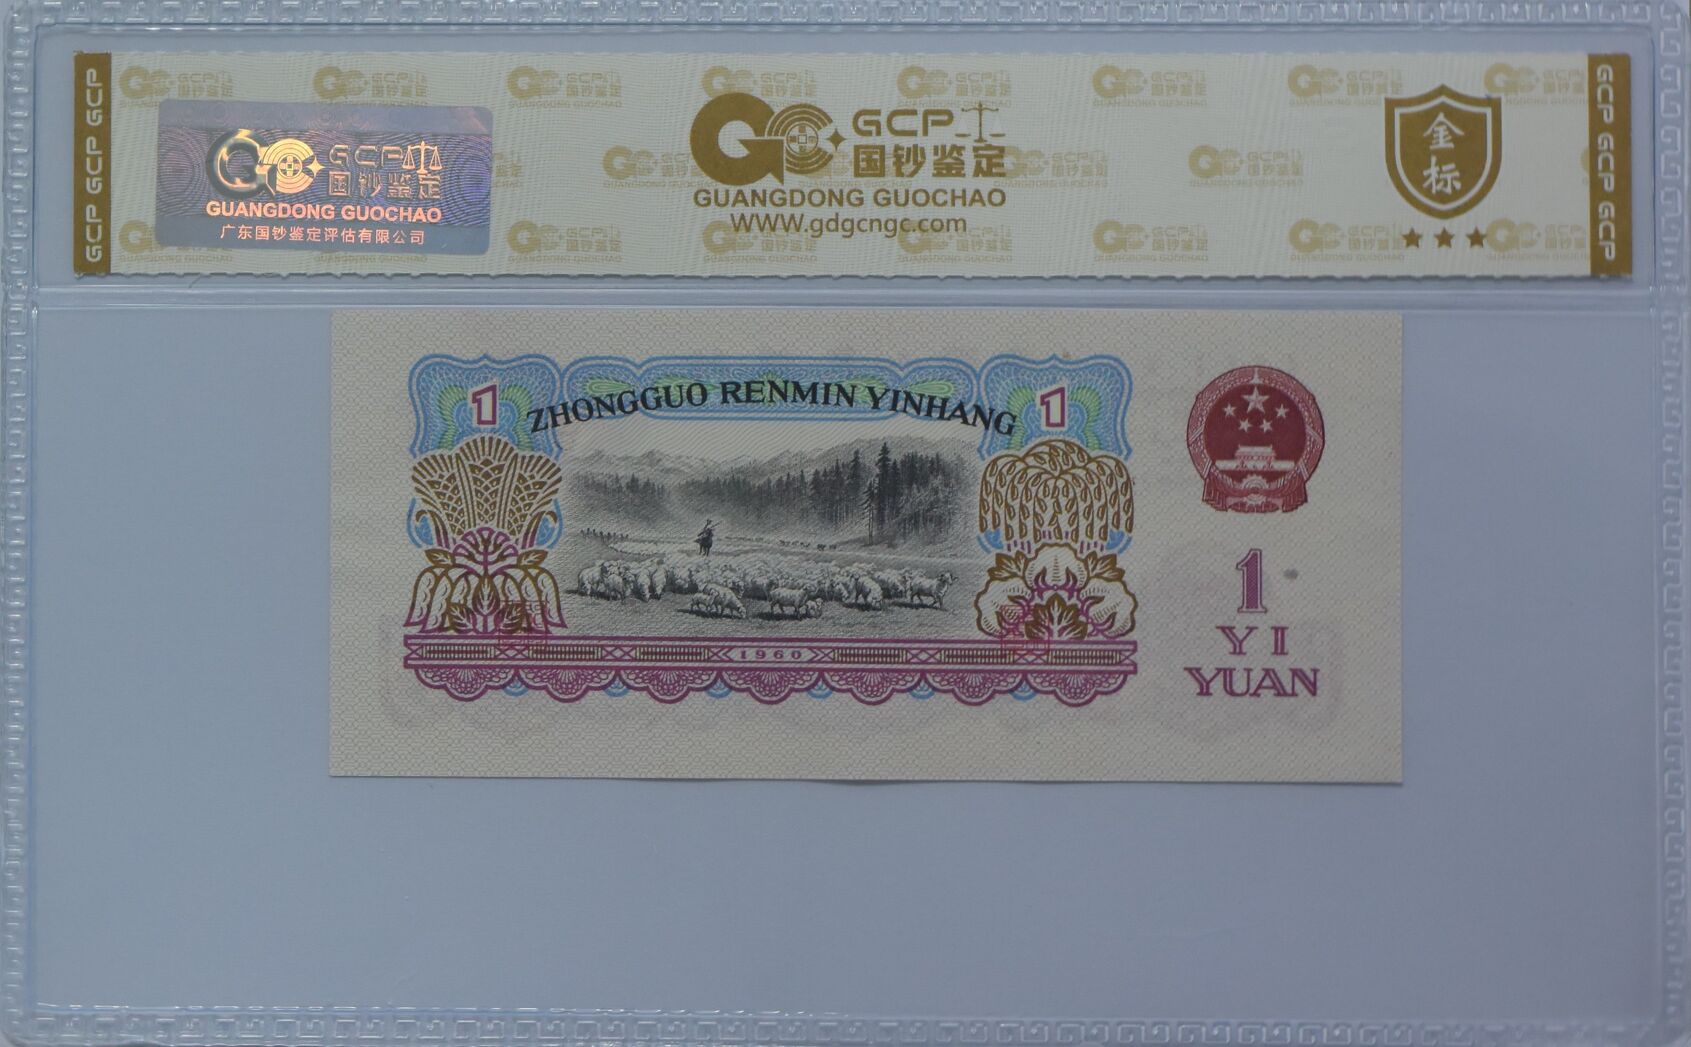 GCP GCP GCP
GCP
国钞鉴定
GUANGDONG GUOCHAO
广东国钞鉴定评估有限公司
GCP
国钞鉴定
GUANGDONG GUOCHAO
WWW.gdgcngc.com
金标
GCP GCP GCP
1
ZHONGGUO RENMIN YINHANG
1
1960
1
YI
YUAN